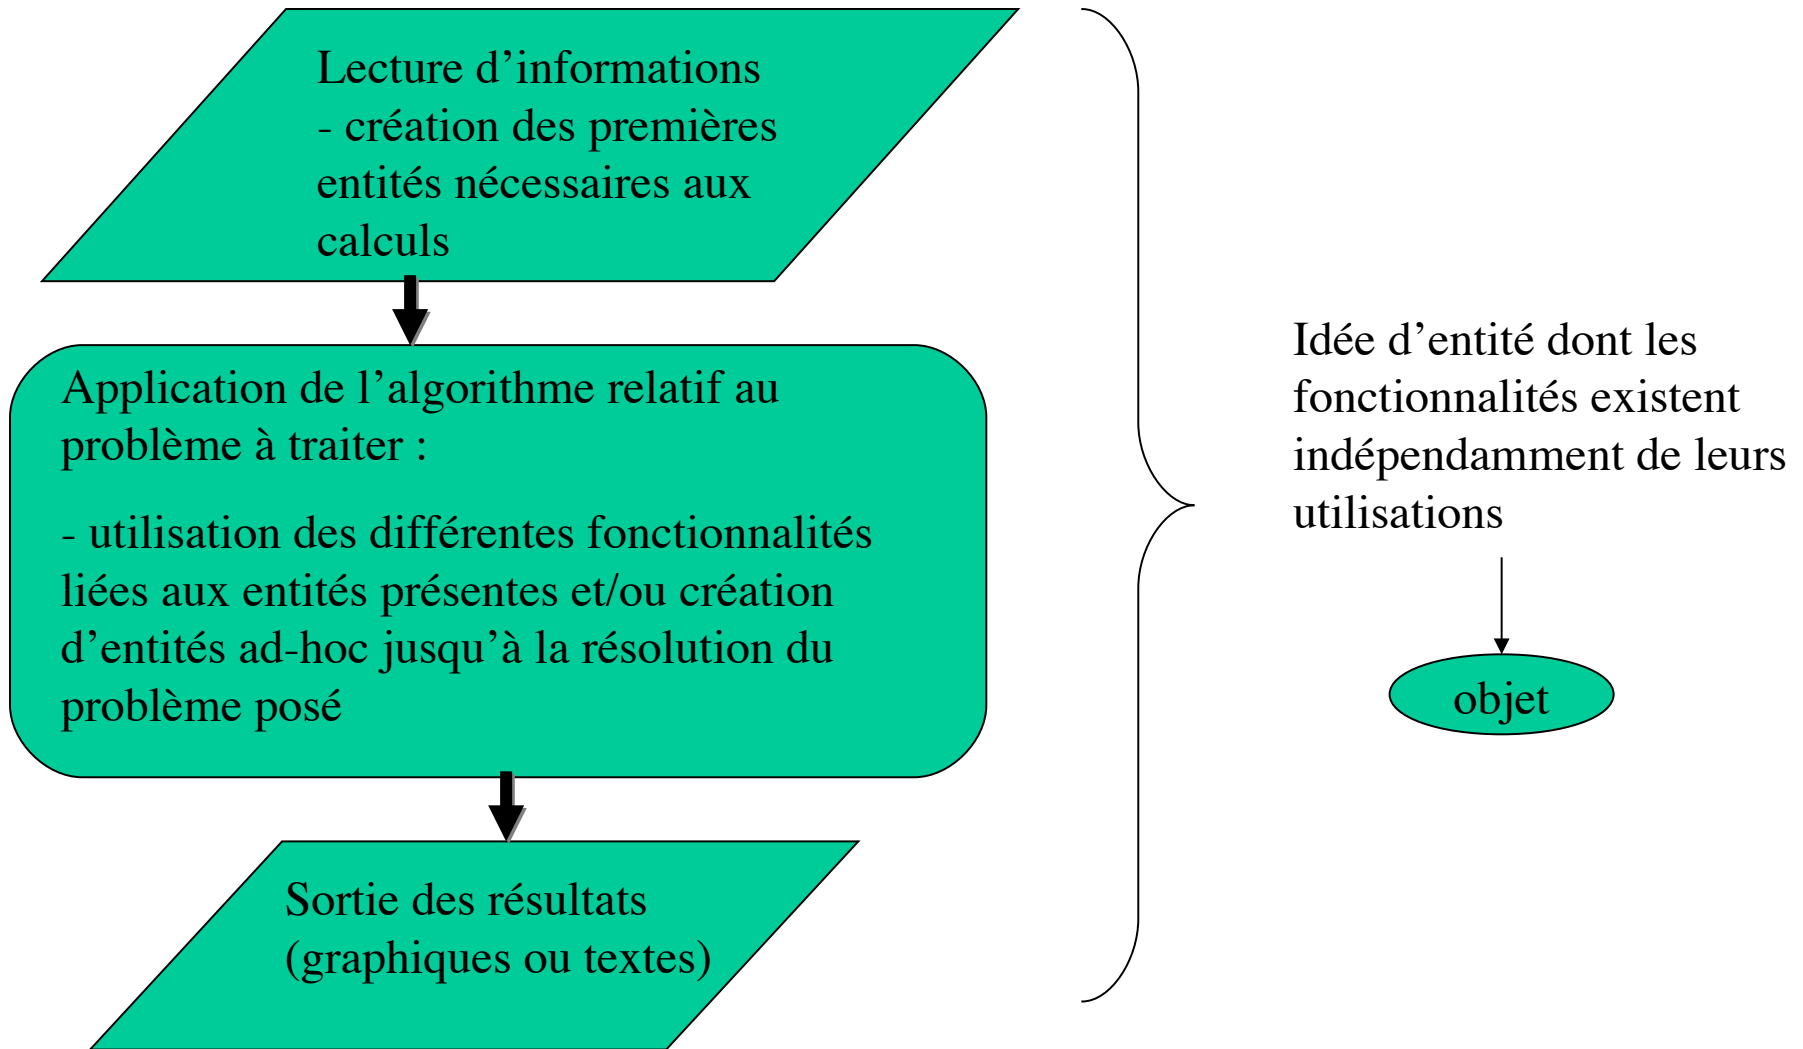 Lecture d’informations
- création des premières
entités nécessaires aux
calculs
Application de l’algorithme relatif au
problème à traiter :
- utilisation des différentes fonctionnalités
liées aux entités présentes et/ou création
d’entités ad-hoc jusqu’à la résolution du
problème posé
Sortie des résultats
(graphiques ou textes)
Idée d’entité dont les
fonctionnalités existent
indépendamment de leurs
utilisations
objet